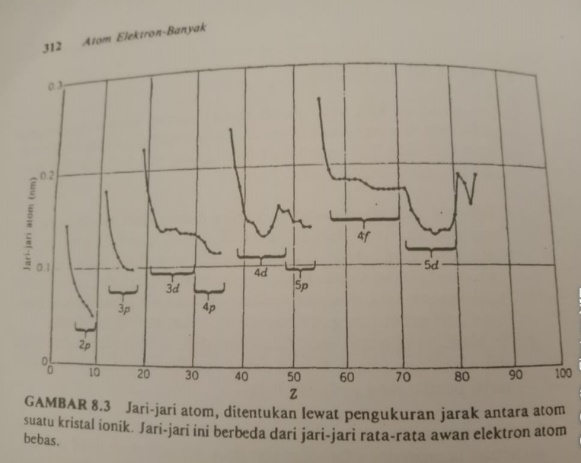 312 Atom Elektron-Banyak
0.3
0.2
0.1
0
Jari-jari atom (nm)
2p
3p
3d
4p
4d
5p
4f
5d
0 10 20 30 40 50 60 70 80 90 100
Z
GAMBAR 8.3 Jari-jari atom, ditentukan lewat pengukuran jarak antara atom
suatu kristal ionik. Jari-jari ini berbeda dari jari-jari rata-rata awan elektron atom
bebas.